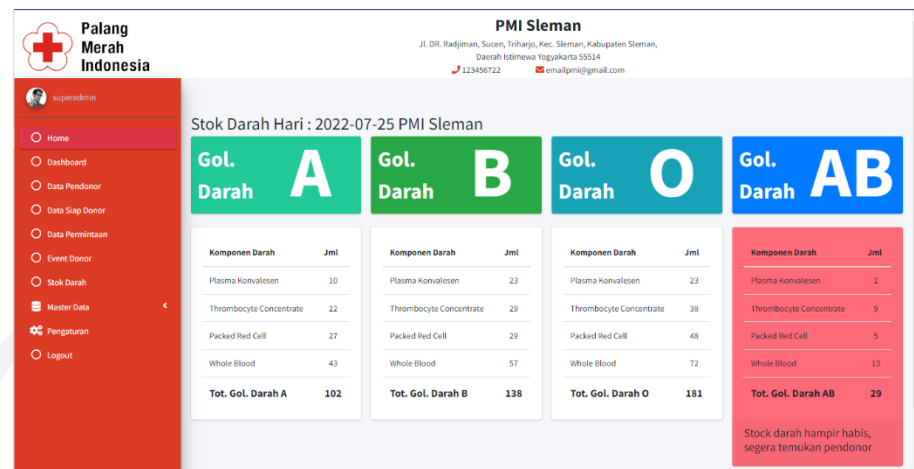 Palang
Merah
Indonesia
PMI Sleman
Jl. DR. Radjiman, Sucen, Triharjo, Kec. Sleman, Kabupaten Sleman,
Daerah Istimewa Yogyakarta 55514
123456722 emailpmi@gmail.com
superadmin
Home
Dashboard
Data Pendonor
Data Siap Donor
Data Permintaan
Event Donor
Stok Darah
Master Data
Pengaturan
Logout
Stok Darah Hari : 2022-07-25 PMI Sleman
Gol.
Darah A
Komponen Darah Jml
Plasma Konvalesen 10
Thrombocyte Concentrate 22
Packed Red Cell 27
Whole Blood 43
Tot. Gol. Darah A 102
Gol.
Darah B
Komponen Darah Jml
Plasma Konvalesen 23
Thrombocyte Concentrate 29
Packed Red Cell 29
Whole Blood 57
Tot. Gol. Darah B 138
Gol.
Darah O
Komponen Darah Jml
Plasma Konvalesen 23
Thrombocyte Concentrate 38
Packed Red Cell 48
Whole Blood 72
Tot. Gol. Darah O 181
Gol.
Darah AB
Komponen Darah Jml
Plasma Konvalesen 2
Thrombocyte Concentrate 9
Packed Red Cell 5
Whole Blood 13
Tot. Gol. Darah AB 29
Stock darah hampir habis,
segera temukan pendonor